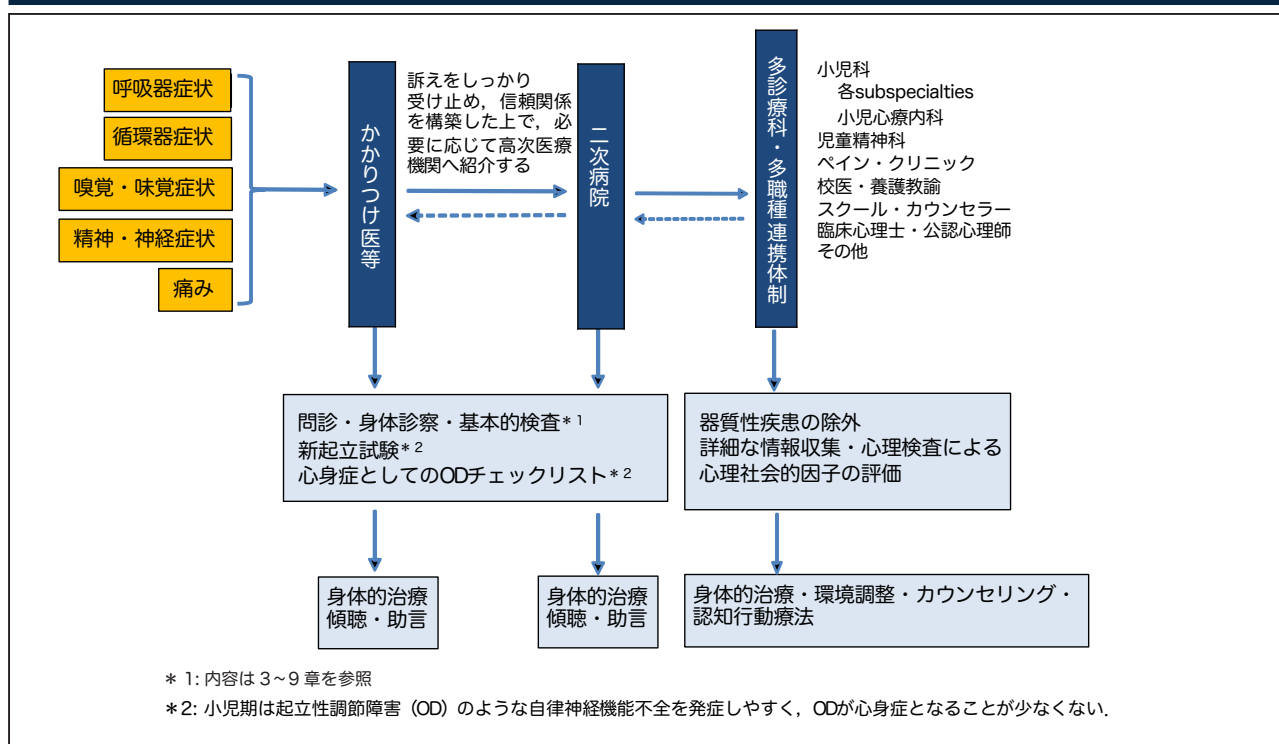 呼吸器症状
循環器症状
嗅覚・味覚症状
精神・神経症状
痛み
かかりつけ医等
訴えをしっかり
受け止め，信頼関係
を構築した上で，必
要に応じて高次医療
機関へ紹介する
二次病院
多診療科・多職種連携体制
小児科
各subspecialties
小児心療内科
児童精神科
ペイン・クリニック
校医・養護教諭
スクール・カウンセラー
臨床心理士・公認心理師
その他
問診・身体診察・基本的検査＊1
新起立試験＊2
心身症としてのODチェックリスト＊2
器質性疾患の除外
詳細な情報収集・心理検査による
心理社会的因子の評価
身体的治療
傾聴・助言
身体的治療
傾聴・助言
身体的治療・環境調整・カウンセリング・
認知行動療法
＊ 1: 内容は 3～9 章を参照
＊2: 小児期は起立性調節障害（OD）のような自律神経機能不全を発症しやすく，ODが心身症となることが少なくない．